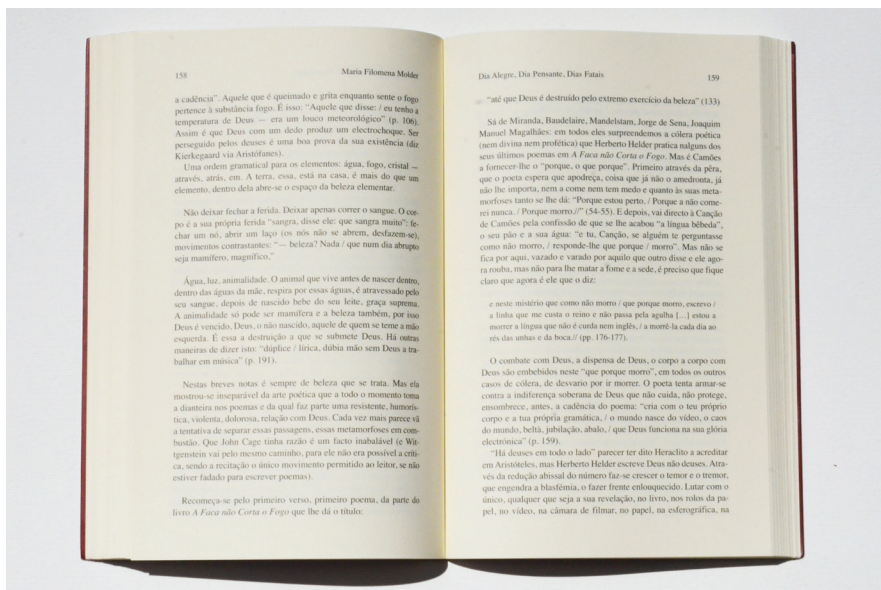 158
Maria Filomena Molder
a cadência”. Aquele que é queimado e grita enquanto sente o fogo
pertence à substância fogo. É isso: “Aquele que disse: / eu tenho a
temperatura de Deus — era um louco meteorológico” (p. 106).
Assim é que Deus com um dedo produz um electrochoque. Ser
perseguido pelos deuses é uma boa prova da sua existência (diz
Kierkegaard via Aristófanes).
Uma ordem gramatical para os elementos: água, fogo, cristal —
através, atrás, em. A terra, essa, está na casa, é mais do que um
elemento, dentro dela abre-se o espaço da beleza elementar.
Não deixar fechar a ferida. Deixar apenas correr o sangue. O cor-
po é a sua própria ferida “sangra, disse ele: que sangra muito”: fe-
char um nó, abrir um laço (os nós não se abrem, desfazem-se),
movimentos contrastantes: “— beleza? Nada / que num dia abrupto
seja mamífero, magnífico,”
Água, luz, animalidade. O animal que vive antes de nascer dentro,
dentro das águas da mãe, respira por essas águas, é atravessado pelo
seu sangue, depois de nascido bebe do seu leite, graça suprema.
A animalidade só pode ser mamífera e a beleza também, por isso
Deus é vencido, Deus, o não nascido, aquele de quem se teme a mão
esquerda. É essa a destruição a que se submete Deus. Há outras
maneiras de dizer isto: “dúplice / lírica, dúbia mão sem Deus a tra-
balhar em música” (p. 191).
Nestas breves notas é sempre de beleza que se trata. Mas ela
mostrou-se inseparável da arte poética que a todo o momento toma
a dianteira nos poemas e da qual faz parte uma resistente, humorís-
tica, violenta, dolorosa, relação com Deus. Cada vez mais parece vã
a tentativa de separar essas passagens, essas metamorfoses em com-
bustão. Que John Cage tinha razão é um facto inabalável (e Wit-
tgenstein vai pelo mesmo caminho, para ele não era possível a críti-
ca, sendo a recitação o único movimento permitido ao leitor, se não
estiver fadado para escrever poemas).
Recomeça-se pelo primeiro verso, primeiro poema, da parte do
livro A Faca não Corta o Fogo que lhe dá o título:
Dia Alegre, Dia Pensante, Dias Fatais
159
“até que Deus é destruído pelo extremo exercício da beleza” (133)
Sá de Miranda, Baudelaire, Mandelstam, Jorge de Sena, Joaquim
Manuel Magalhães: em todos eles surpreendemos a cólera poética
(nem divina nem profética) que Herberto Helder pratica nalguns dos
seus últimos poemas em A Faca não Corta o Fogo. Mas é Camões
a fornecer-lhe o “porque, o que porque”. Primeiro através da pêra,
que o poeta espera que apodreça, coisa que já não o amedronta, já
não lhe importa, nem a come nem tem medo e quanto às suas meta-
morfoses tanto se lhe dá: “Porque estou perto. / Porque a não come-
rei nunca. / Porque morro,//” (54-55). E depois, vai directo à Canção
de Camões pela confissão de que se lhe acabou “a língua bêbeda”,
o seu pão e a sua água: “e tu, Canção, se alguém te perguntasse
como não morro, / responde-lhe que porque / morro”. Mas não se
fica por aqui, vazado e varado por aquilo que outro disse e ele ago-
ra rouba, mas não para lhe matar a fome e a sede, é preciso que fique
claro que agora é ele que o diz:
e neste mistério que como não morro / que porque morro, escrevo /
a linha que me custa o reino e não passa pela agulha [...] estou a
morrer a língua que não é curda nem inglês, / a morrê-la cada dia ao
rés das unhas e da boca.// (pp. 176-177).
O combate com Deus, a dispensa de Deus, o corpo a corpo com
Deus são embebidos neste “que porque morro”, em todos os outros
casos de cólera, de desvario por ir morrer. O poeta tenta armar-se
contra a indiferença soberana de Deus que não cuida, não protege,
ensombrece, antes, a cadência do poema: “cria com o teu próprio
corpo e a tua própria gramática, / o mundo nasce do vídeo, o caos
do mundo, beltà, jubilação, abalo, / que Deus funciona na sua glória
electrónica” (p. 159).
“Há deuses em todo o lado” parecer ter dito Heraclito a acreditar
em Aristóteles, mas Herberto Helder escreve Deus não deuses. Atra-
vés da redução abissal do número faz-se crescer o temor e o tremor,
que engendra a blasfémia, o fazer frente enlouquecido. Lutar com o
único, qualquer que seja a sua revelação, no livro, nos rolos da pa-
pel, no vídeo, na câmara de filmar, no papel, na esferográfica, na